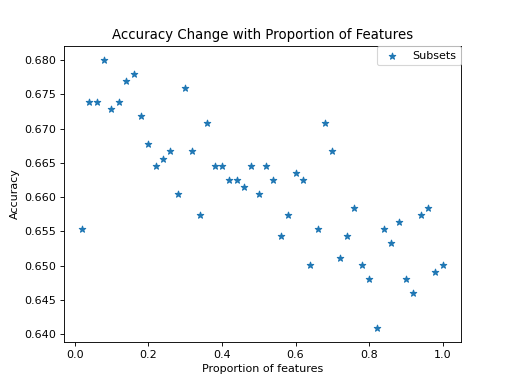 Accuracy Change with Proportion of Features
Subsets
0.680
0.675
0.670
0.665
0.660
0.655
0.650
0.645
0.640
Accuracy
0.0 0.2 0.4 0.6 0.8 1.0
Proportion of features